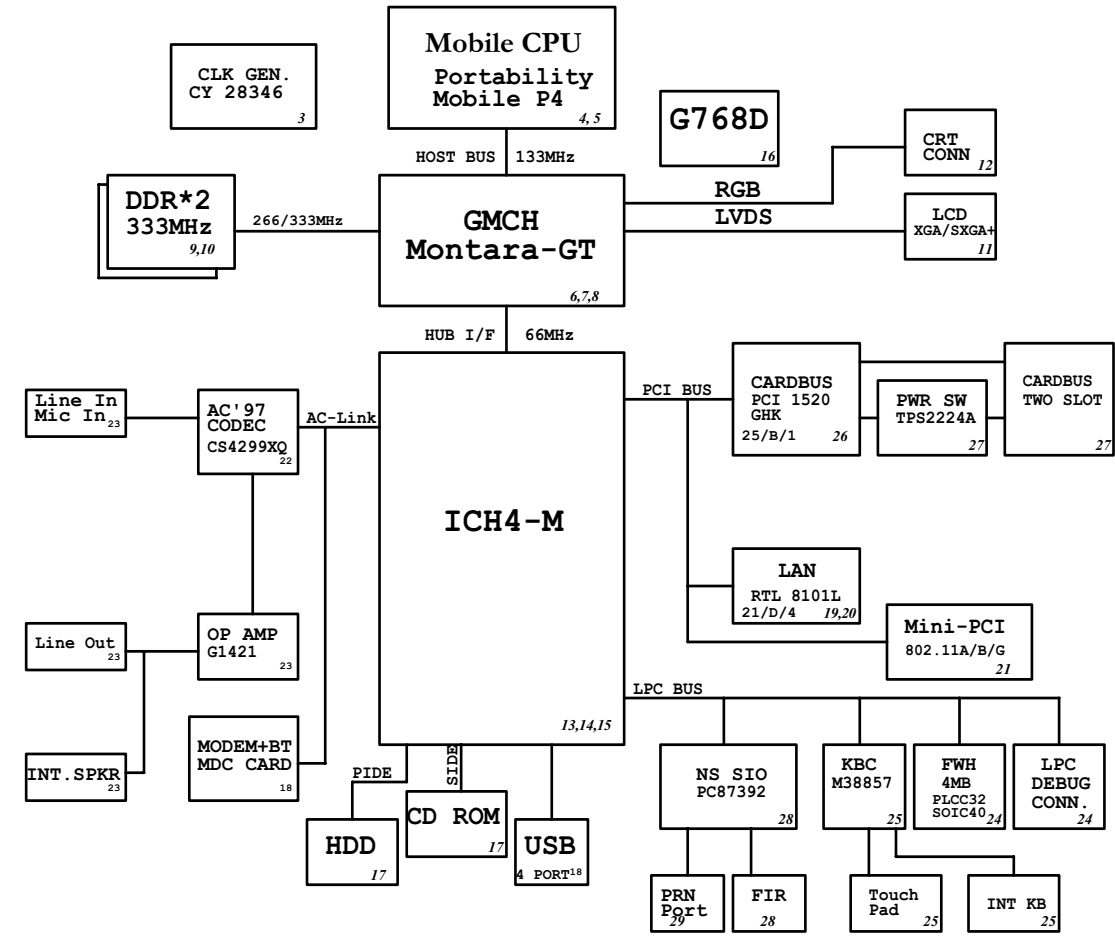 Mobile CPU
Portability
Mobile P4
4, 5
CLK GEN.
CY 28346
3
G768D
16
CRT
CONN
12
HOST BUS
133MHz
RGB
LVDS
LCD
XGA/SXGA+
11
DDR*2
333MHz
9,10
266/333MHz
GMCH
Montara-GT
6,7,8
HUB I/F
66MHz
PCI BUS
CARDBUS
PCI 1520
GHK
25/B/1
26
PWR SW
TPS2224A
27
CARDBUS
TWO SLOT
27
Line In
Mic In
23
AC'97
CODEC
CS4299XQ
22
AC-Link
ICH4-M
13,14,15
LAN
RTL 8101L
21/D/4
19,20
Mini-PCI
802.11A/B/G
21
Line Out
23
OP AMP
G1421
23
LPC BUS
INT.SPKR
23
MODEM+BT
MDC CARD
18
PIDE
SIDE
HDD
17
CD ROM
17
USB
4 PORT
18
NS SIO
PC87392
28
KBC
M38857
25
FWH
4MB
PLCC32
SOIC40
24
LPC
DEBUG
CONN.
24
PRN
Port
29
FIR
28
Touch
Pad
25
INT KB
25